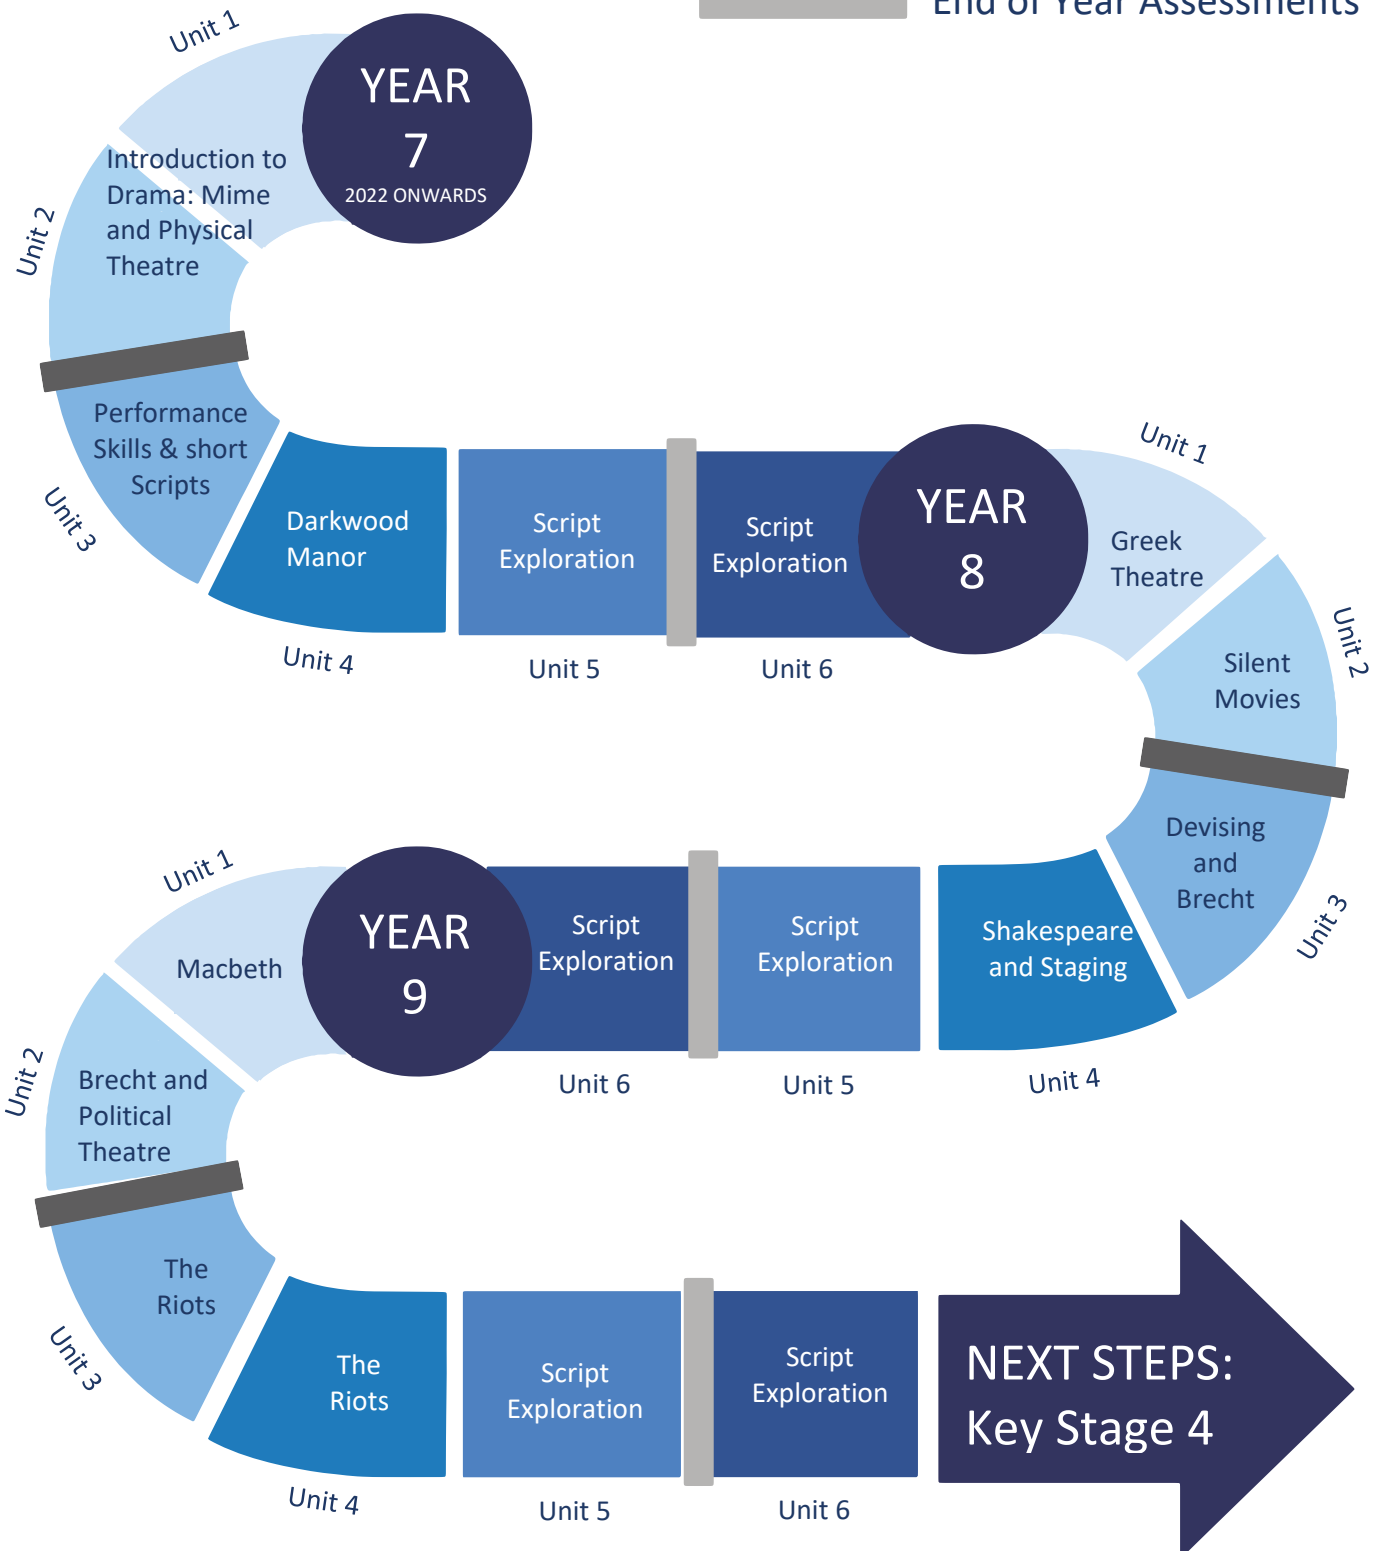 End of Year Assessments
Unit 1
YEAR
7
2022 ONWARDS
Introduction to
Drama: Mime
and Physical
Theatre
Unit 2
Performance
Skills & short
Scripts
Unit 3
Darkwood
Manor
Unit 4
Script
Exploration
Unit 5
Script
Exploration
Unit 6
YEAR
8
Unit 1
Greek
Theatre
Unit 2
Silent
Movies
Devising
and
Brecht
Unit 3
Shakespeare
and Staging
Unit 4
Script
Exploration
Unit 5
Script
Exploration
Unit 6
YEAR
9
Unit 1
Macbeth
Unit 2
Brecht and
Political
Theatre
The
Riots
Unit 3
The
Riots
Unit 4
Script
Exploration
Unit 5
Script
Exploration
Unit 6
NEXT STEPS:
Key Stage 4